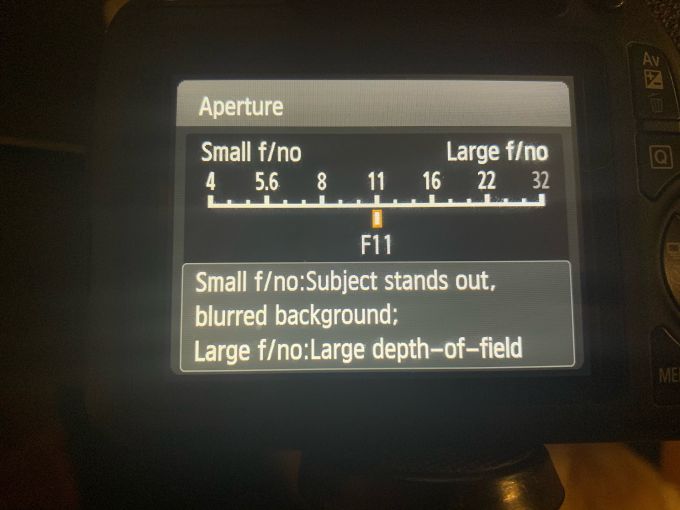 Aperture
Small f/no Large f/no
4 5.6 8 11 16 22 32
F11
Small f/no:Subject stands out,
blurred background;
Large f/no:Large depth-of-field
Av
Q